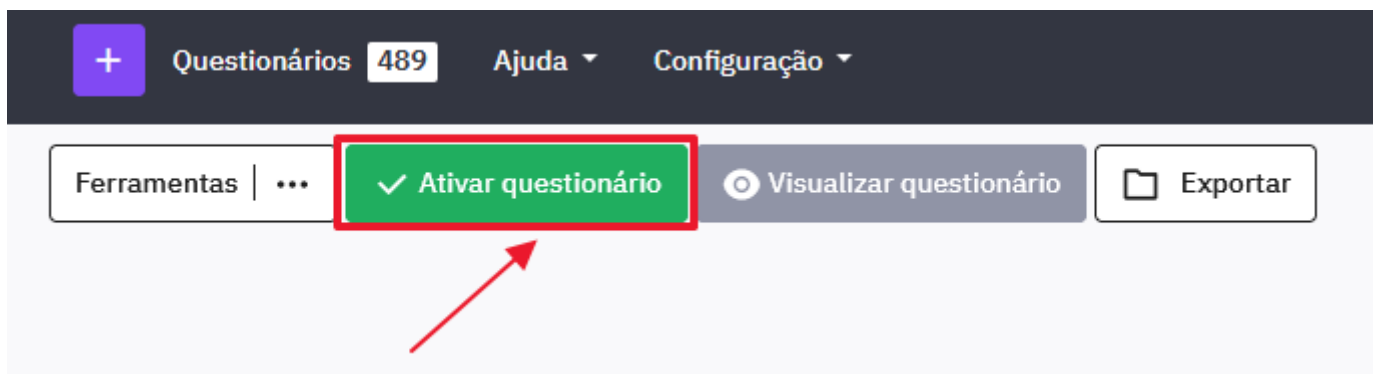 + Questionários 489 Ajuda Configuração
Ferramentas | ••• Ativar questionário Visualizar questionário Exportar